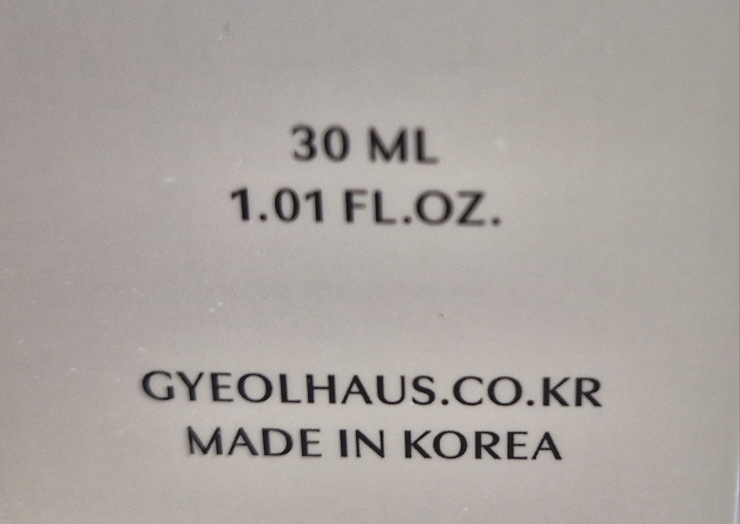 30 ML
1.01 FL.OZ.
GYEOLHAUS.CO.KR
MADE IN KOREA